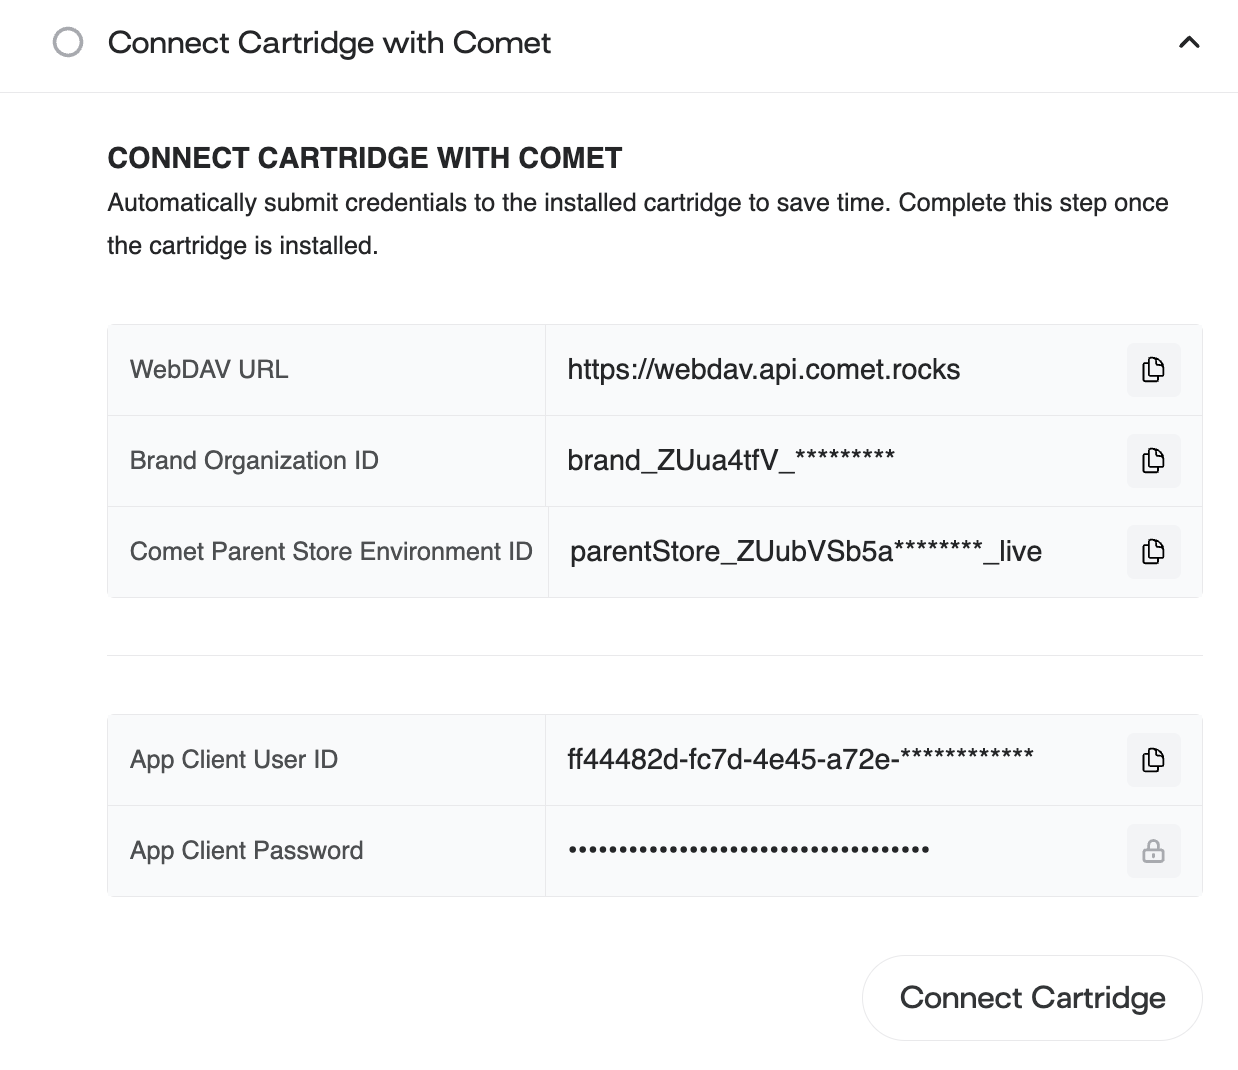 Connect Cartridge with Comet
CONNECT CARTRIDGE WITH COMET
Automatically submit credentials to the installed cartridge to save time. Complete this step once
the cartridge is installed.
WebDAV URL https://webdav.api.comet.rocks
Brand Organization ID brand_ZUua4tfV_*********
Comet Parent Store Environment ID parentStore_ZUubVSb5a********_live
App Client User ID ff44482d-fc7d-4e45-a72e-************
App Client Password ••••••••••••••••••••••••••••••••••••
Connect Cartridge